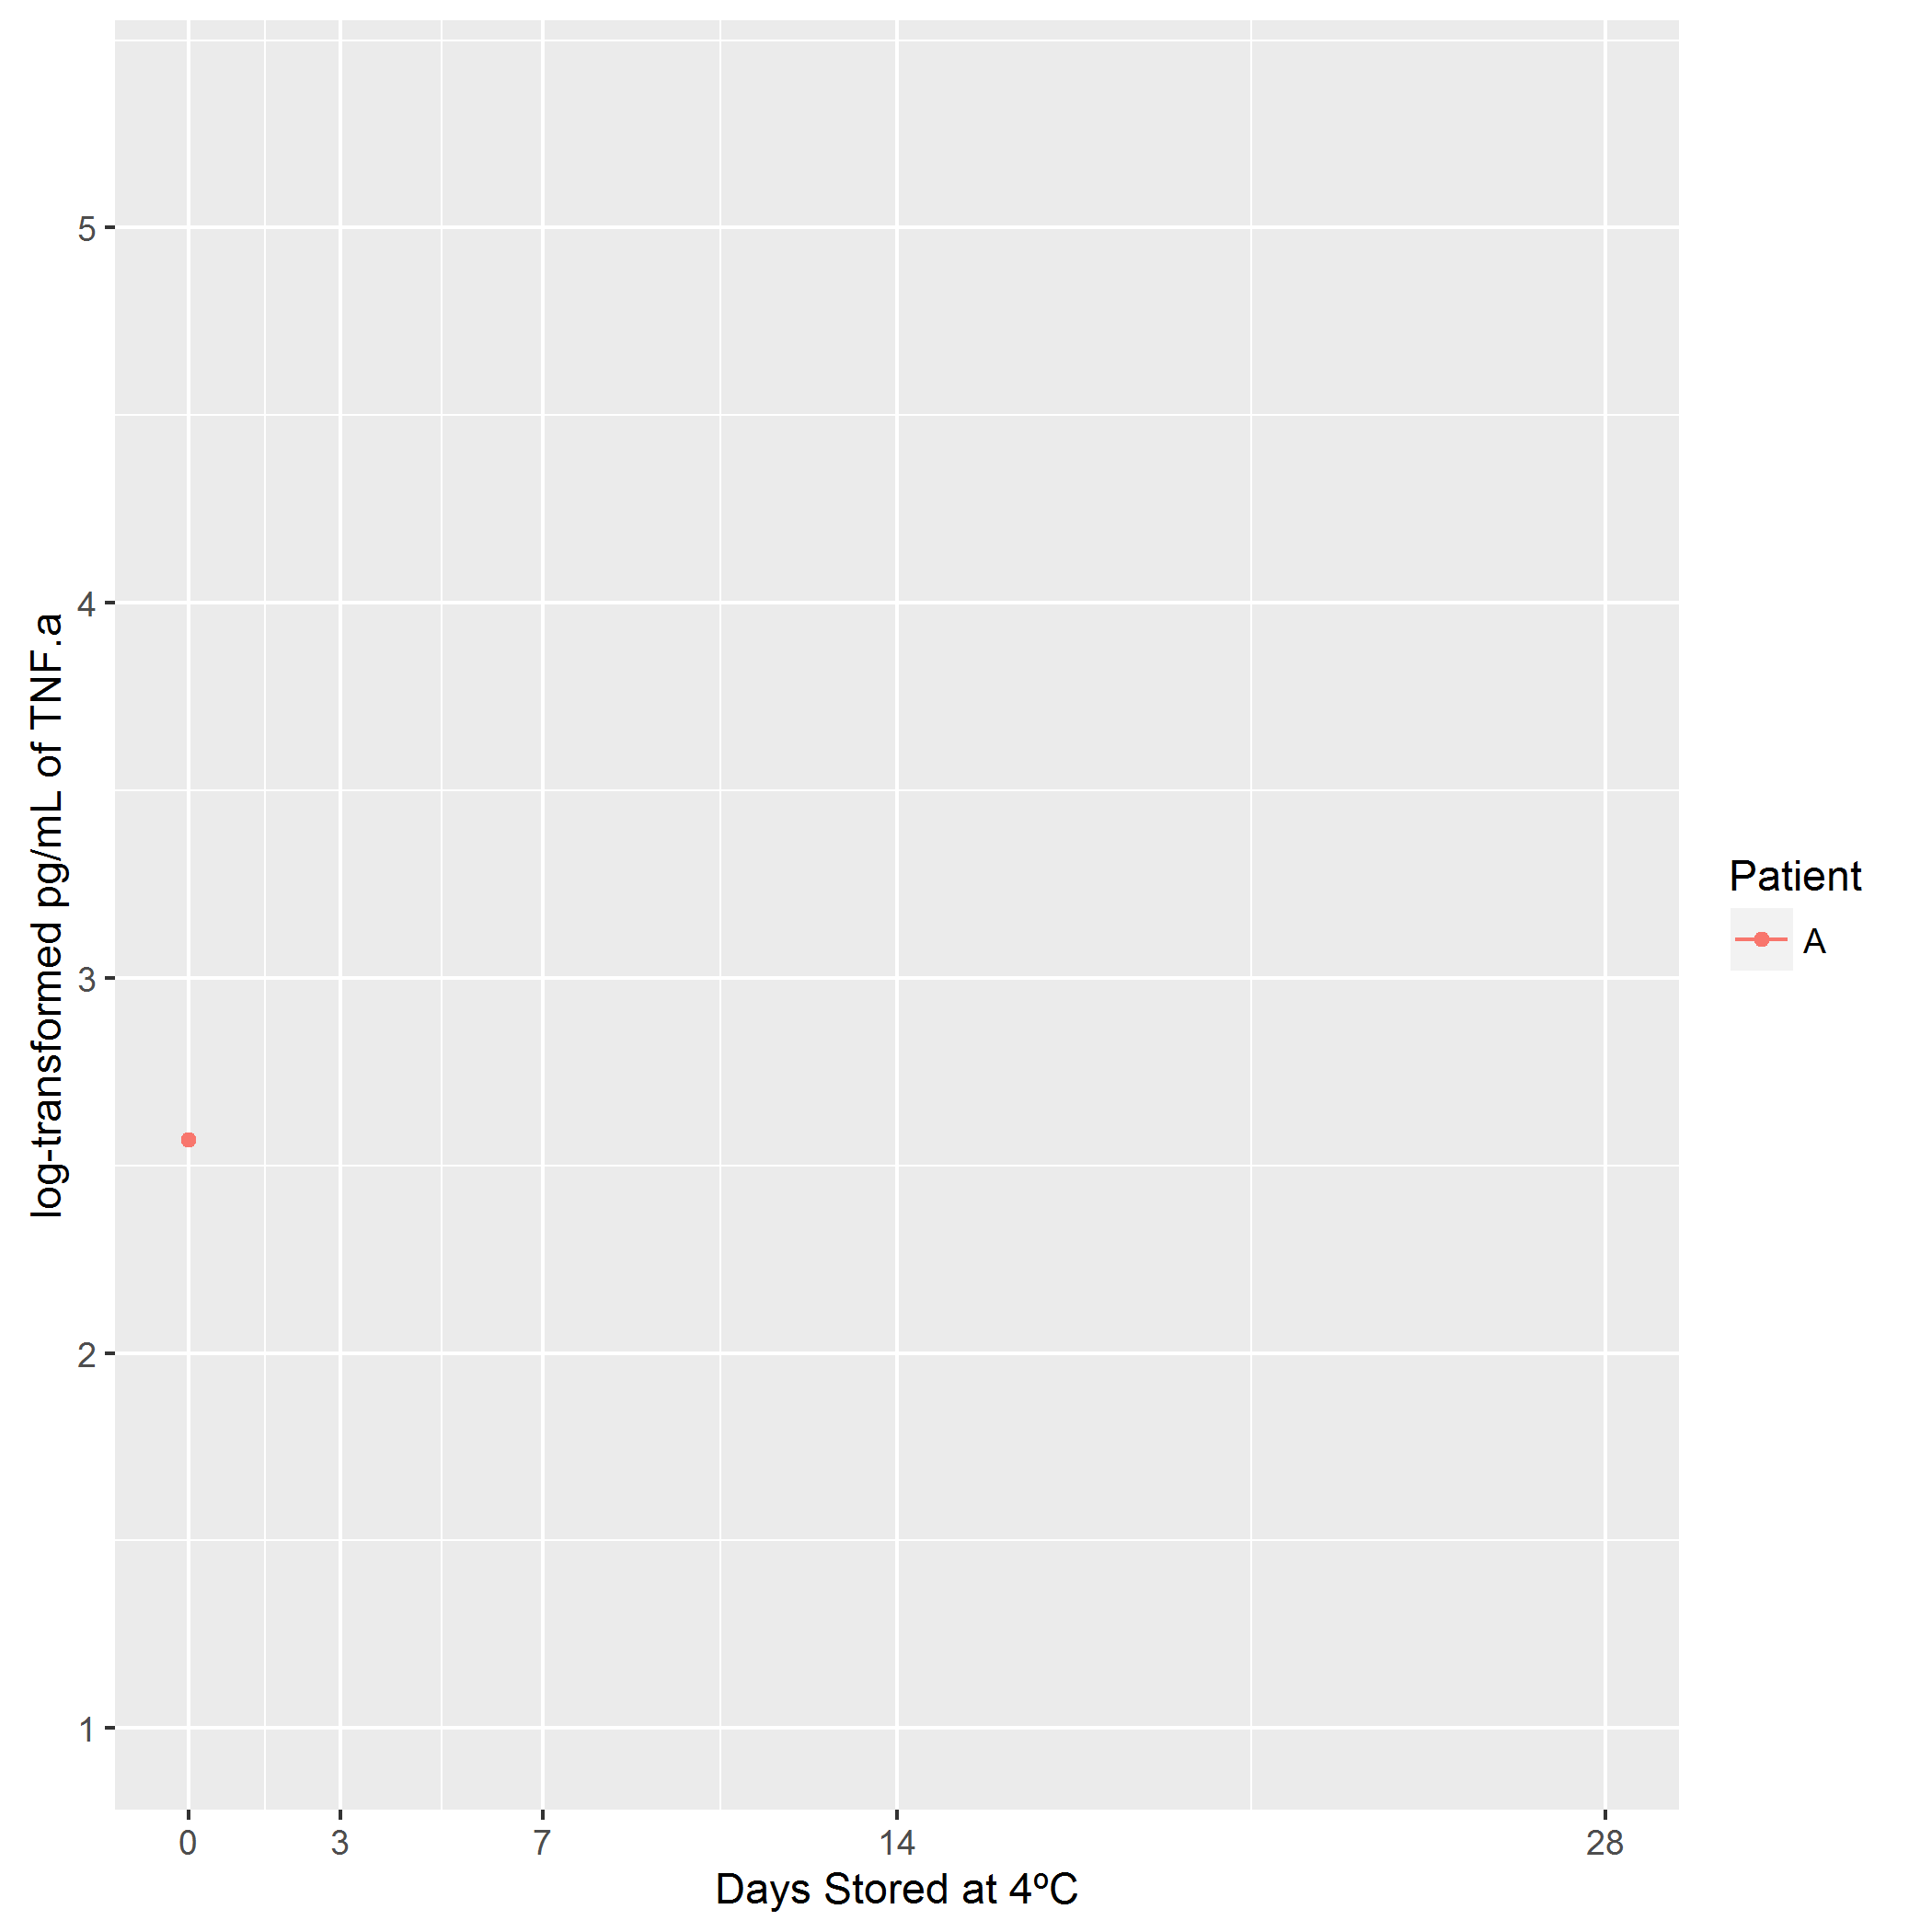 log-transformed pg/mL of TNF.a
5
4
3
2
1
0 3 7 14 28
Days Stored at 4ºC
Patient
A